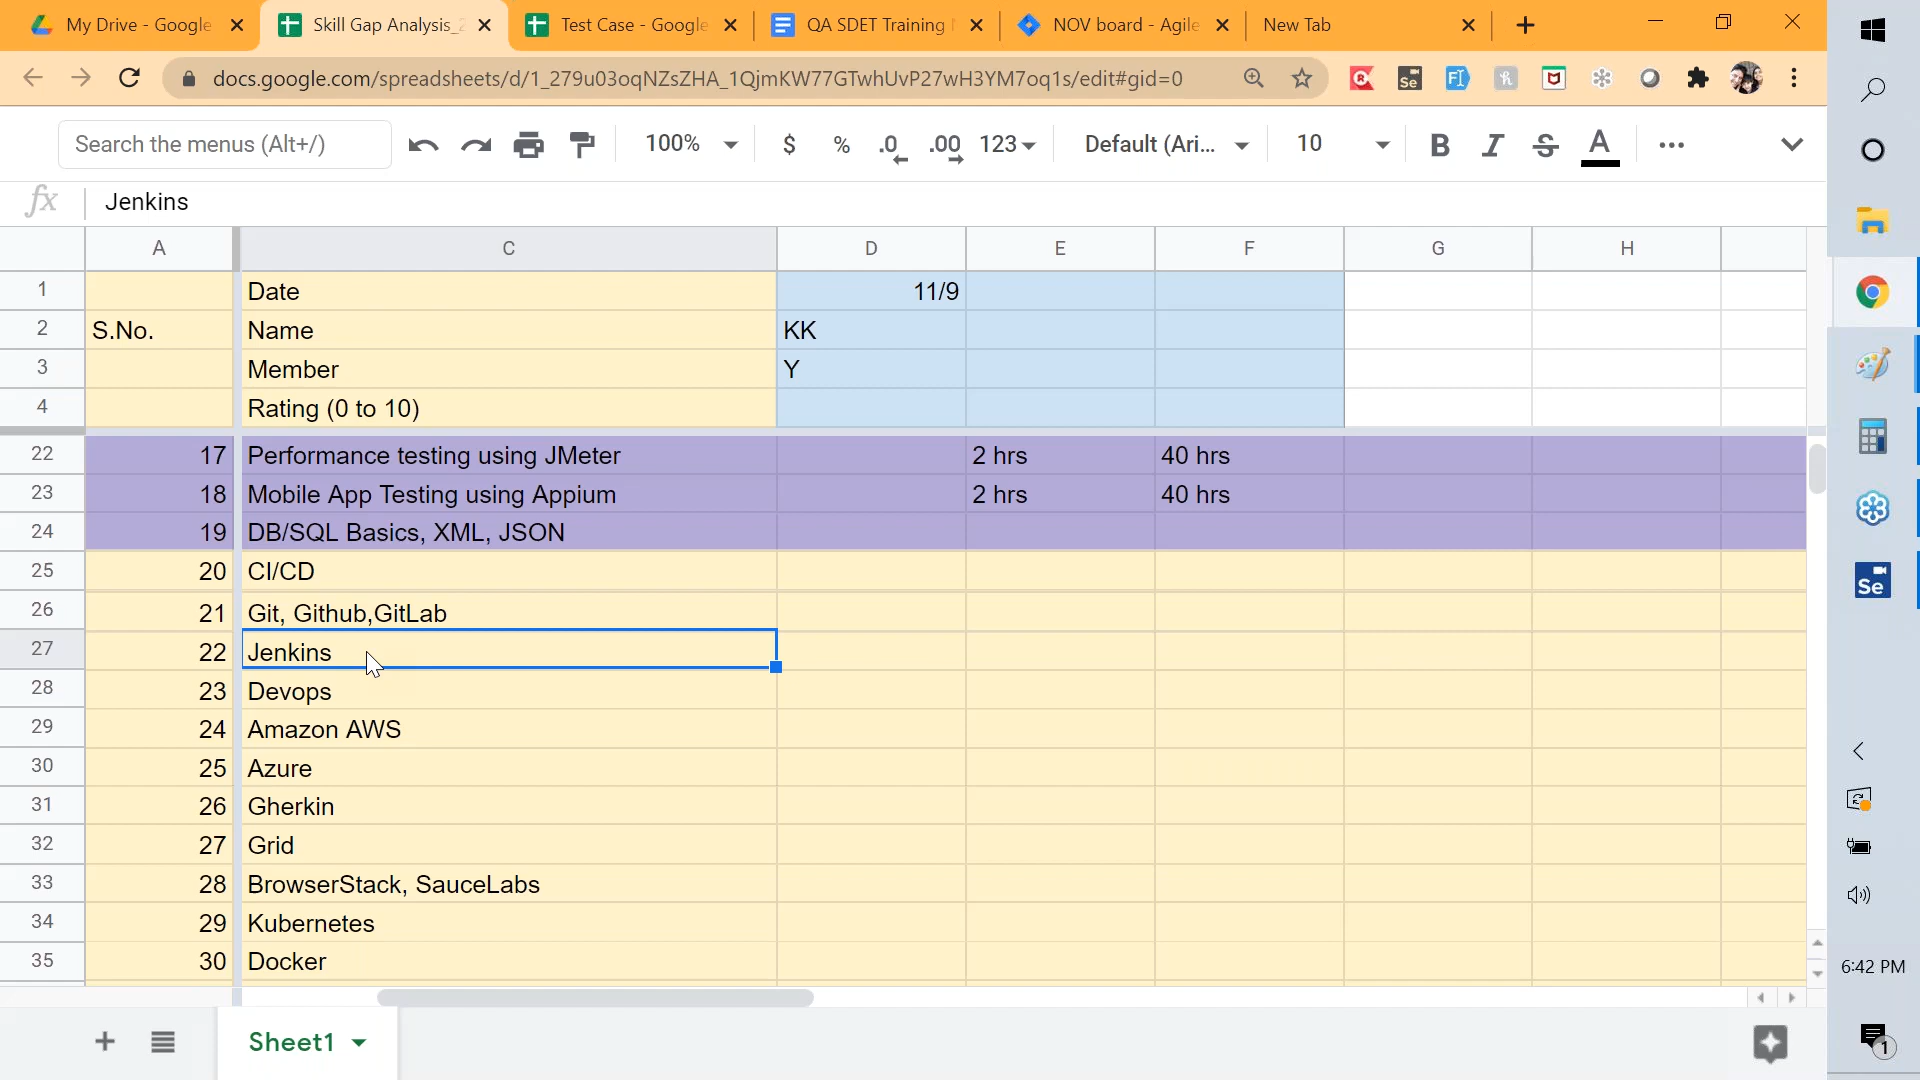 My Drive - Google
Skill Gap Analysis_
Test Case - Google
QA SDET Training
NOV board - Agile
New Tab
docs.google.com/spreadsheets/d/1_279u03oqNZsZHA_1QjmKW77GTwhUvP27wH3YM7oq1s/edit#gid=0
Search the menus (Alt+/)
100%
$
%
.0
.00
123
Default (Ari...
10
B
I
S
A
fx
Jenkins
A
C
D
E
F
G
H
1 Date 11/9
2 S.No. Name KK
3 Member Y
4 Rating (0 to 10)
22 17 Performance testing using JMeter 2 hrs 40 hrs
23 18 Mobile App Testing using Appium 2 hrs 40 hrs
24 19 DB/SQL Basics, XML, JSON
25 20 CI/CD
26 21 Git, Github,GitLab
27 22 Jenkins
28 23 Devops
29 24 Amazon AWS
30 25 Azure
31 26 Gherkin
32 27 Grid
33 28 BrowserStack, SauceLabs
34 29 Kubernetes
35 30 Docker
Sheet1
Se
6:42 PM
1